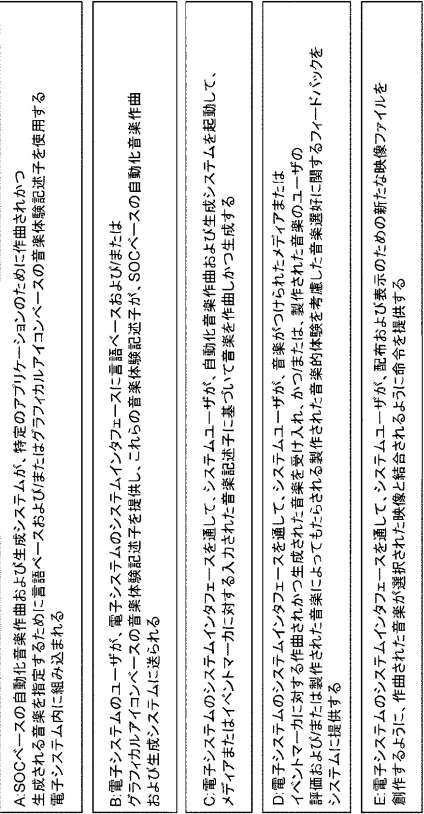 A:SOCベースの自動化音楽作曲および生成システムが、特定のアプリケーションのために作曲されかつ
生成される音楽を指定するために言語ベースおよび/またはグラフィカルアイコンベースの音楽体験記述子を使用する
電子システム内に組み込まれる
B:電子システムのユーザが、電子システムのシステムインタフェースに言語ベースおよび/または
グラフィカルアイコンベースの音楽体験記述子を提供し、これらの音楽体験記述子が、SOCベースの自動化音楽作曲
および生成システムに送られる
C:電子システムのシステムインタフェースを通して、システムユーザが、自動化音楽作曲および生成システムを起動して、
メディアまたはイベントマーカに対する入力された音楽記述子に基づいて音楽を作曲しかつ生成する
D:電子システムのシステムインタフェースを通して、システムユーザが、音楽がつけられたメディアまたは
イベントマーカに対する作曲されかつ生成された音楽を受け入れ、かつ/または、製作された音楽のユーザの
評価および/または製作された音楽によってもたらされる製作された音楽的体験を考慮した音楽選好に関するフィードバックを
システムに提供する
E:電子システムのシステムインタフェースを通して、システムユーザが、配布および表示のための新たな映像ファイルを
創作するように、作曲された音楽が選択された映像と結合されるように命令を提供する